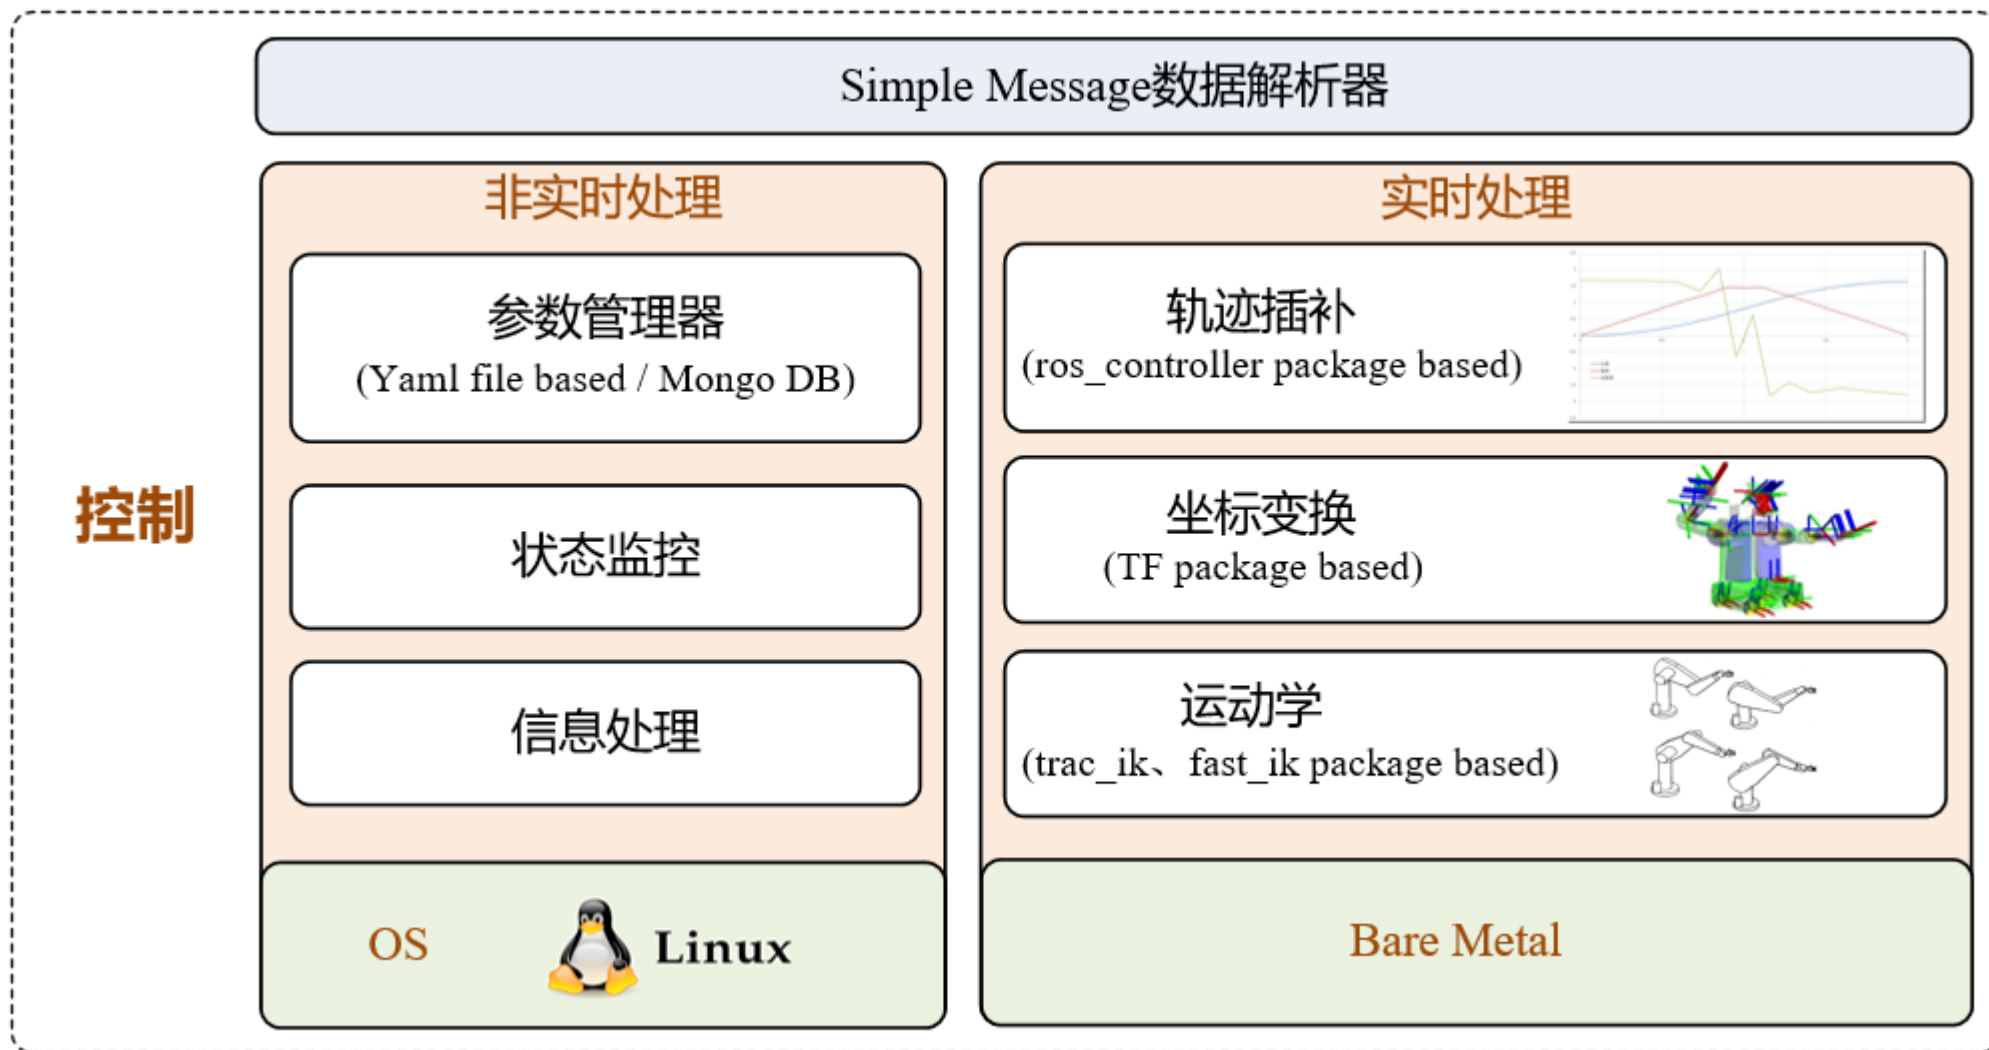 Simple Message数据解析器
非实时处理
参数管理器
(Yaml file based / Mongo DB)
状态监控
信息处理
OS
Linux
实时处理
轨迹插补
(ros_controller package based)
坐标变换
(TF package based)
运动学
(trac_ik、fast_ik package based)
Bare Metal
控制